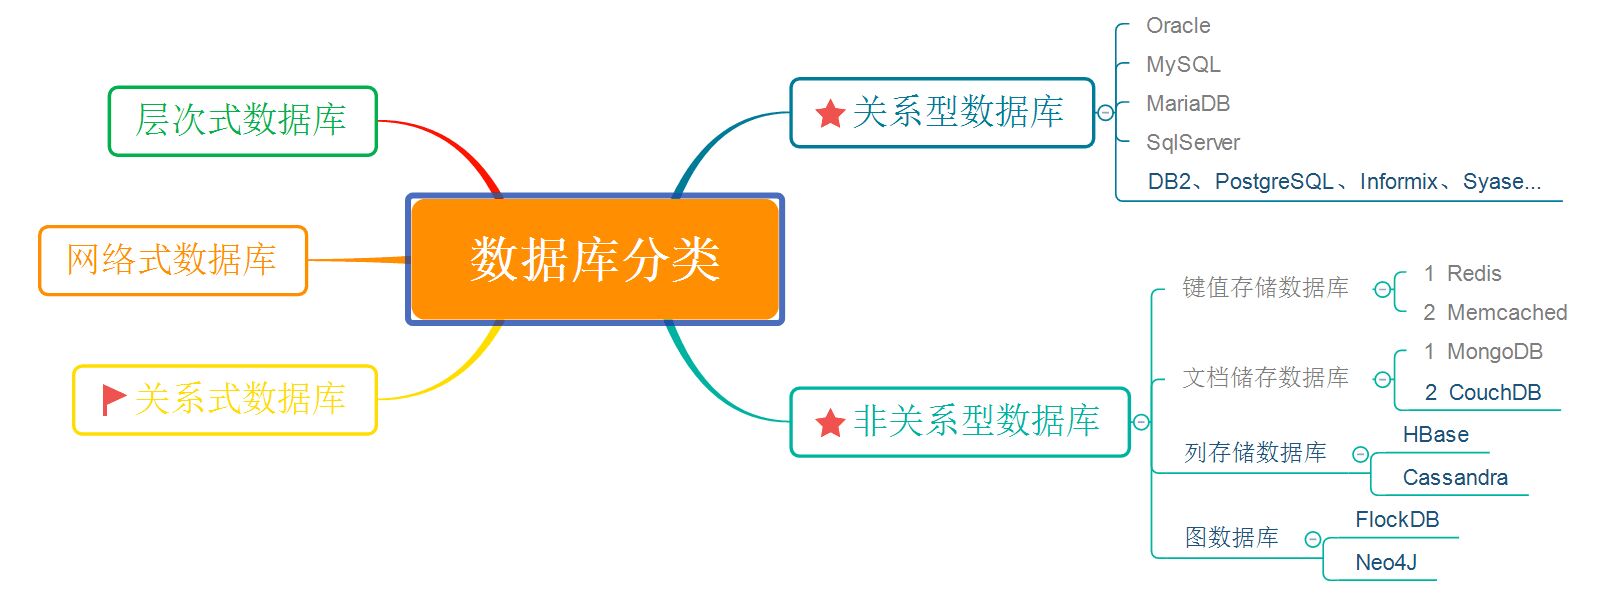 数据库分类
层次式数据库
网络式数据库
关系式数据库
关系型数据库
Oracle
MySQL
MariaDB
SqlServer
DB2、PostgreSQL、Informix、Syase...
非关系型数据库
键值存储数据库
1 Redis
2 Memcached
文档储存数据库
1 MongoDB
2 CouchDB
列存储数据库
HBase
Cassandra
图数据库
FlockDB
Neo4J